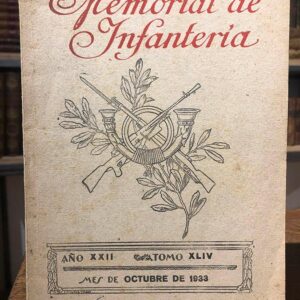 Memorial de
Infantería
AÑO XXII TOMO XLIV
MES DE OCTUBRE DE 1933